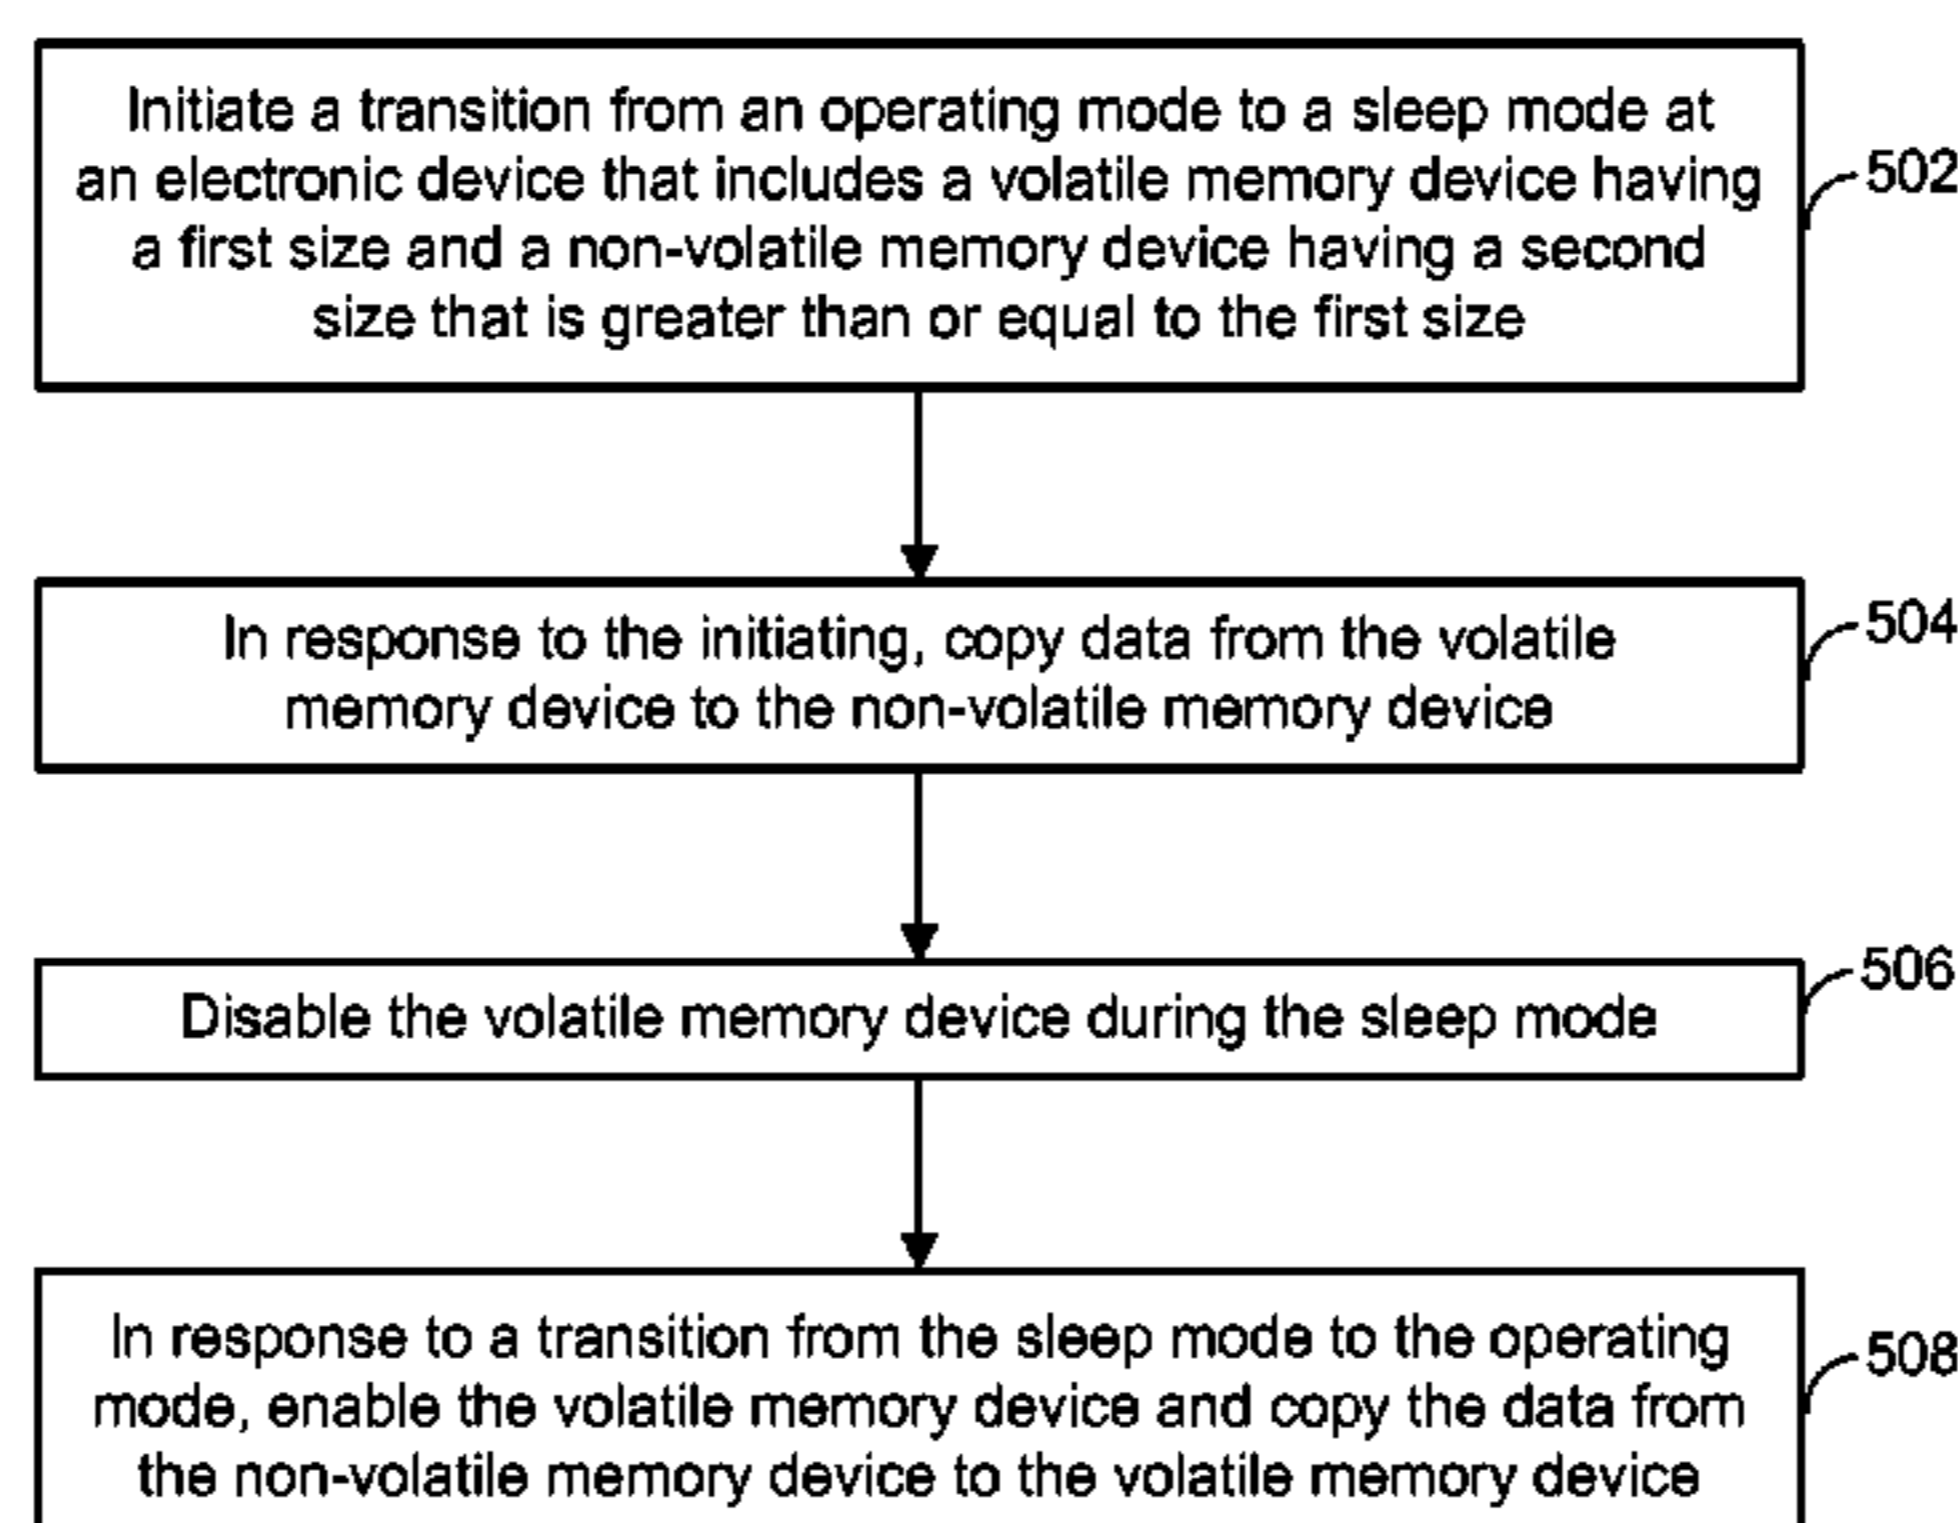 Initiate a transition from an operating mode to a sleep mode at
an electronic device that includes a volatile memory device having
a first size and a non-volatile memory device having a second
size that is greater than or equal to the first size
502
In response to the initiating, copy data from the volatile
memory device to the non-volatile memory device
504
Disable the volatile memory device during the sleep mode
506
In response to a transition from the sleep mode to the operating
mode, enable the volatile memory device and copy the data from
the non-volatile memory device to the volatile memory device
508